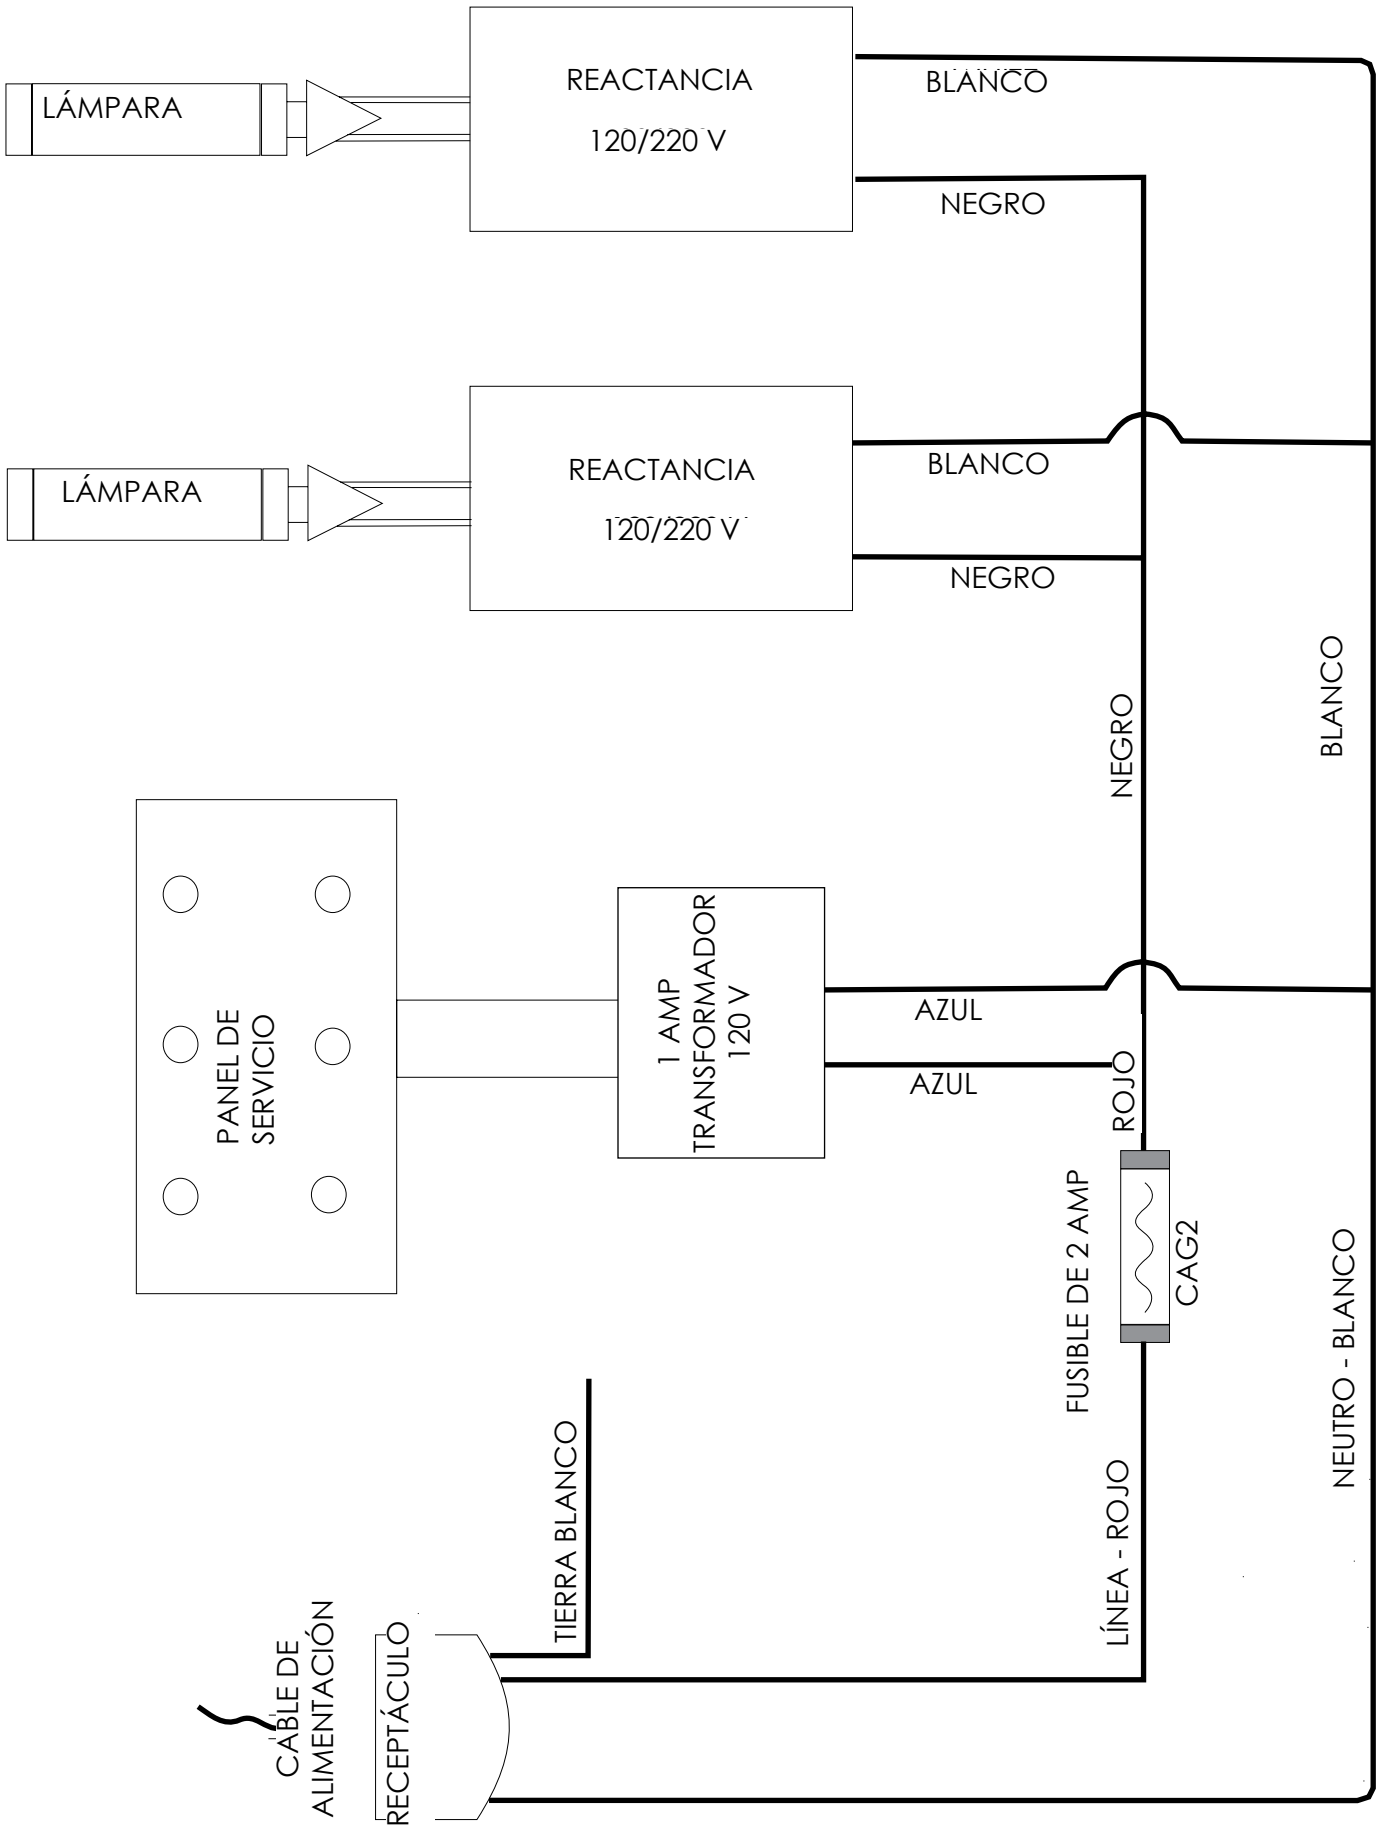 LÁMPARA
REACTANCIA
120/220 V
BLANCO
NEGRO
LÁMPARA
REACTANCIA
120/220 V
BLANCO
NEGRO
NEGRO
BLANCO
PANEL DE
SERVICIO
1 AMP
TRANSFORMADOR
120 V
AZUL
AZUL
ROJO
FUSIBLE DE 2 AMP
CAG2
NEUTRO - BLANCO
TIERRA BLANCO
LÍNEA - ROJO
CABLE DE
ALIMENTACIÓN
RECEPTÁCULO